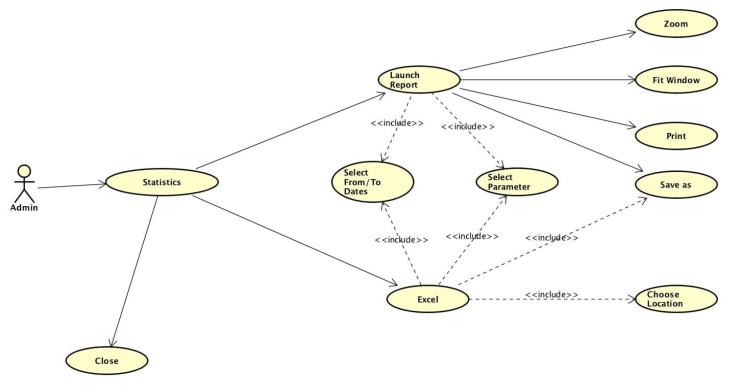 Zoom
Launch
Report
Fit Window
<<include>>
<<include>>
Print
Admin
Statistics
Select
From/To
Dates
Select
Parameter
Save as
<<include>>
<<include>>
<<include>>
Excel
<<include>>
Choose
Location
Close